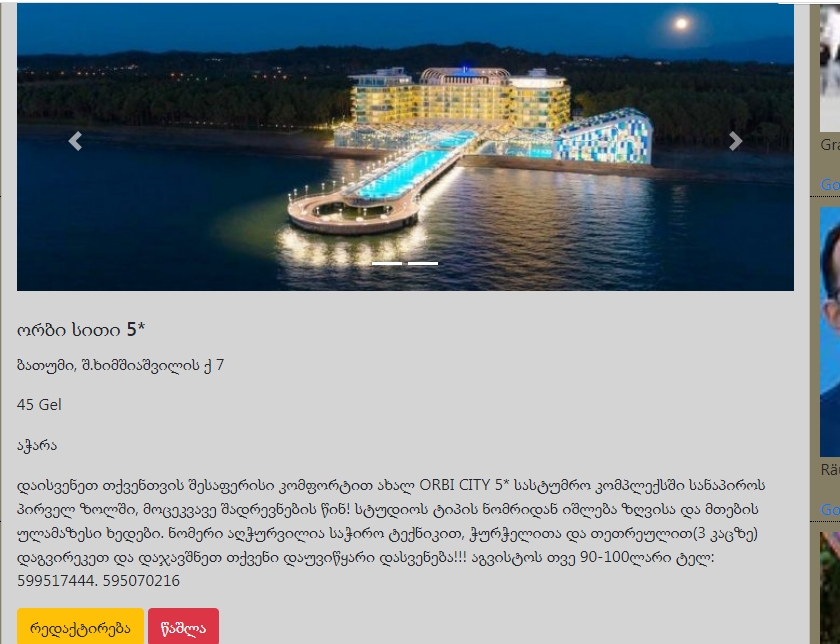 ორბი სითი 5*
ბათუმი, შ.ხიმშიაშვილის ქ 7
45 Gel
აჭარა
დაისვენეთ თქვენთვის შესაფერისი კომფორტით ახალ ORBI CITY 5* სასტუმრო კომპლექსში სანაპიროს
პირველ ზოლში, მოცეკვავე შადრევნების წინ! სტუდიოს ტიპის ნომრიდან იშლება ზღვისა და მთების
ულამაზესი ხედები. ნომერი აღჭურვილია საჭირო ტექნიკით, ჭურჭელითა და თეთრეულით(3 კაცზე)
დაგვირეკეთ და დაჯავშნეთ თქვენი დაუვიწყარი დასვენება!!! აგვისტოს თვე 90-100ლარი ტელ:
599517444. 595070216
რედაქტირება წაშლა
Gra
Go
Rä
Go